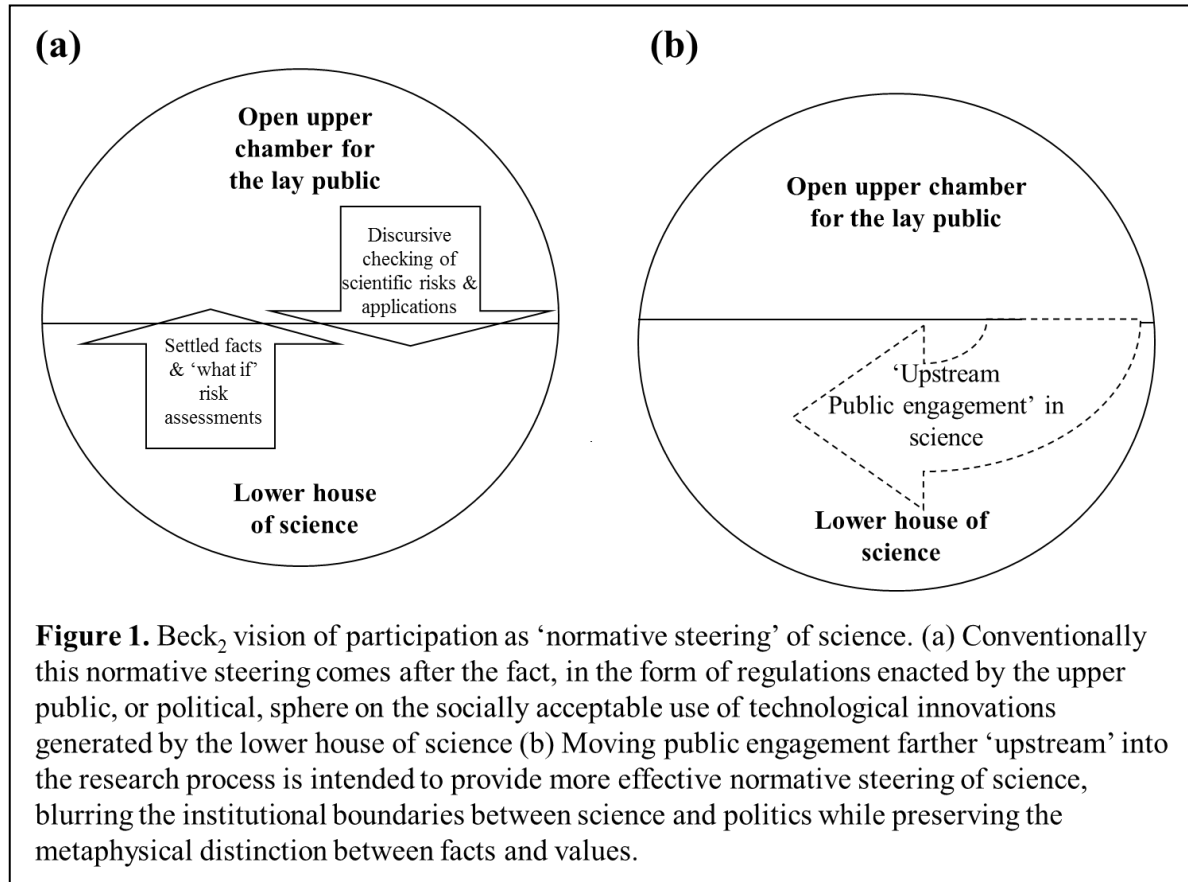 (a)
Open upper
chamber for
the lay public
Discursive
checking of
scientific risks &
applications
Settled facts
& ‘what if’
risk
assessments
Lower house
of science
(b)
Open upper chamber
for the lay public
‘Upstream
Public engagement’ in
science
Lower house of
science
Figure 1. Beck₂ vision of participation as ‘normative steering’ of science. (a) Conventionally
this normative steering comes after the fact, in the form of regulations enacted by the upper
public, or political, sphere on the socially acceptable use of technological innovations
generated by the lower house of science (b) Moving public engagement farther ‘upstream’ into
the research process is intended to provide more effective normative steering of science,
blurring the institutional boundaries between science and politics while preserving the
metaphysical distinction between facts and values.